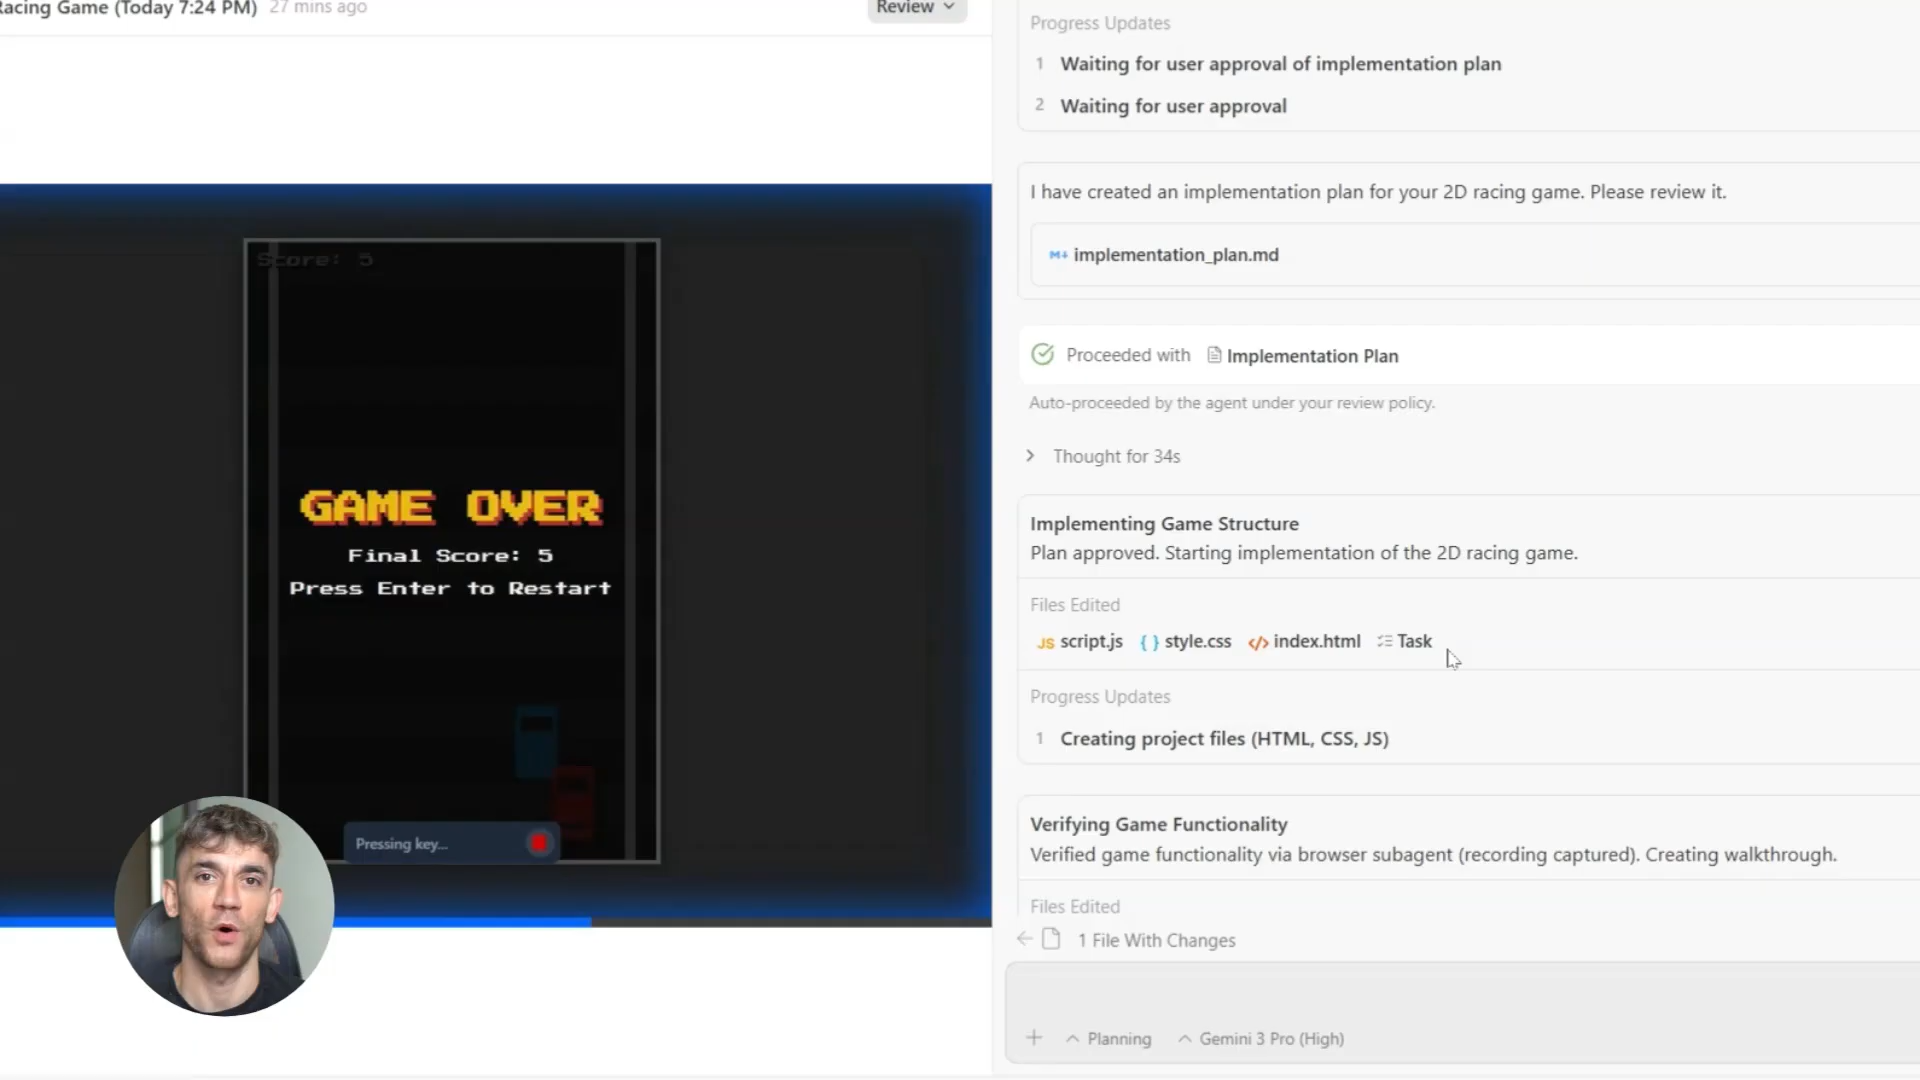 Racing Game (Today 7:24 PM) 27 mins ago
Review
Score: 5
GAME OVER
Final Score: 5
Press Enter to Restart
Pressing key...
Progress Updates
1 Waiting for user approval of implementation plan
2 Waiting for user approval
I have created an implementation plan for your 2D racing game. Please review it.
M↓ implementation_plan.md
Proceeded with Implementation Plan
Auto-proceeded by the agent under your review policy.
Thought for 34s
Implementing Game Structure
Plan approved. Starting implementation of the 2D racing game.
Files Edited
JS script.js { } style.css </> index.html Task
Progress Updates
1 Creating project files (HTML, CSS, JS)
Verifying Game Functionality
Verified game functionality via browser subagent (recording captured). Creating walkthrough.
Files Edited
1 File With Changes
Planning Gemini 3 Pro (High)